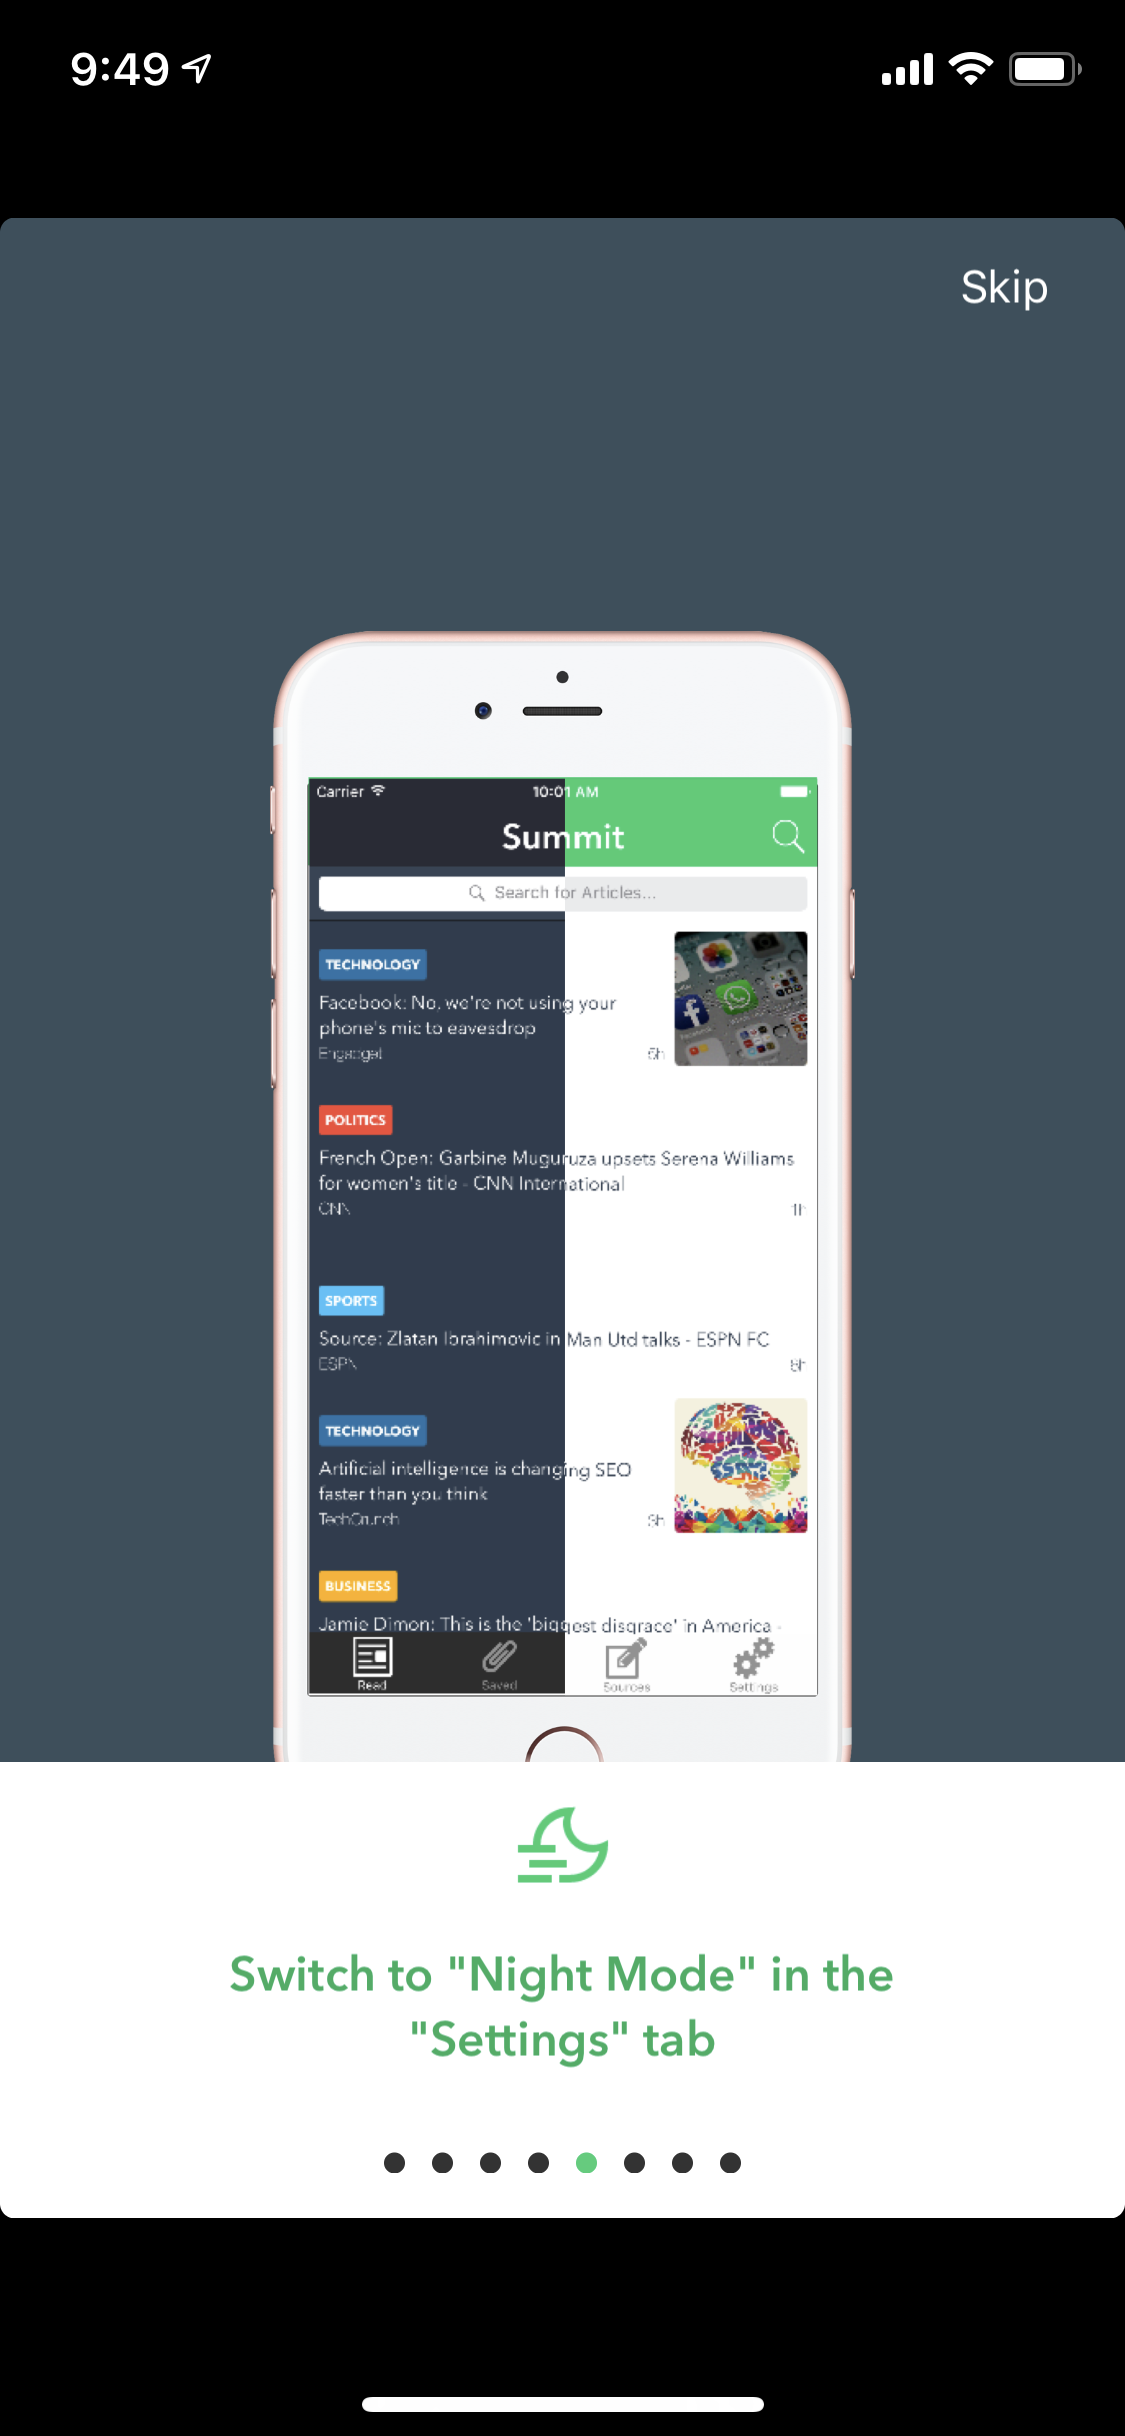 9:49
Skip
Carrier 10:01 AM
Summit
Search for Articles...
TECHNOLOGY
Facebook: No, we're not using your
phone's mic to eavesdrop
Engadget 5h
POLITICS
French Open: Garbine Muguruza upsets Serena Williams
for women's title - CNN International
CNN 1h
SPORTS
Source: Zlatan Ibrahimovic in Man Utd talks - ESPN FC
ESPN
TECHNOLOGY
Artificial intelligence is changing SEO
faster than you think
TechCrunch
BUSINESS
Jamie Dimon: This is the 'biggest disgrace' in America -
Read Saved Sources Settings
Switch to "Night Mode" in the
"Settings" tab